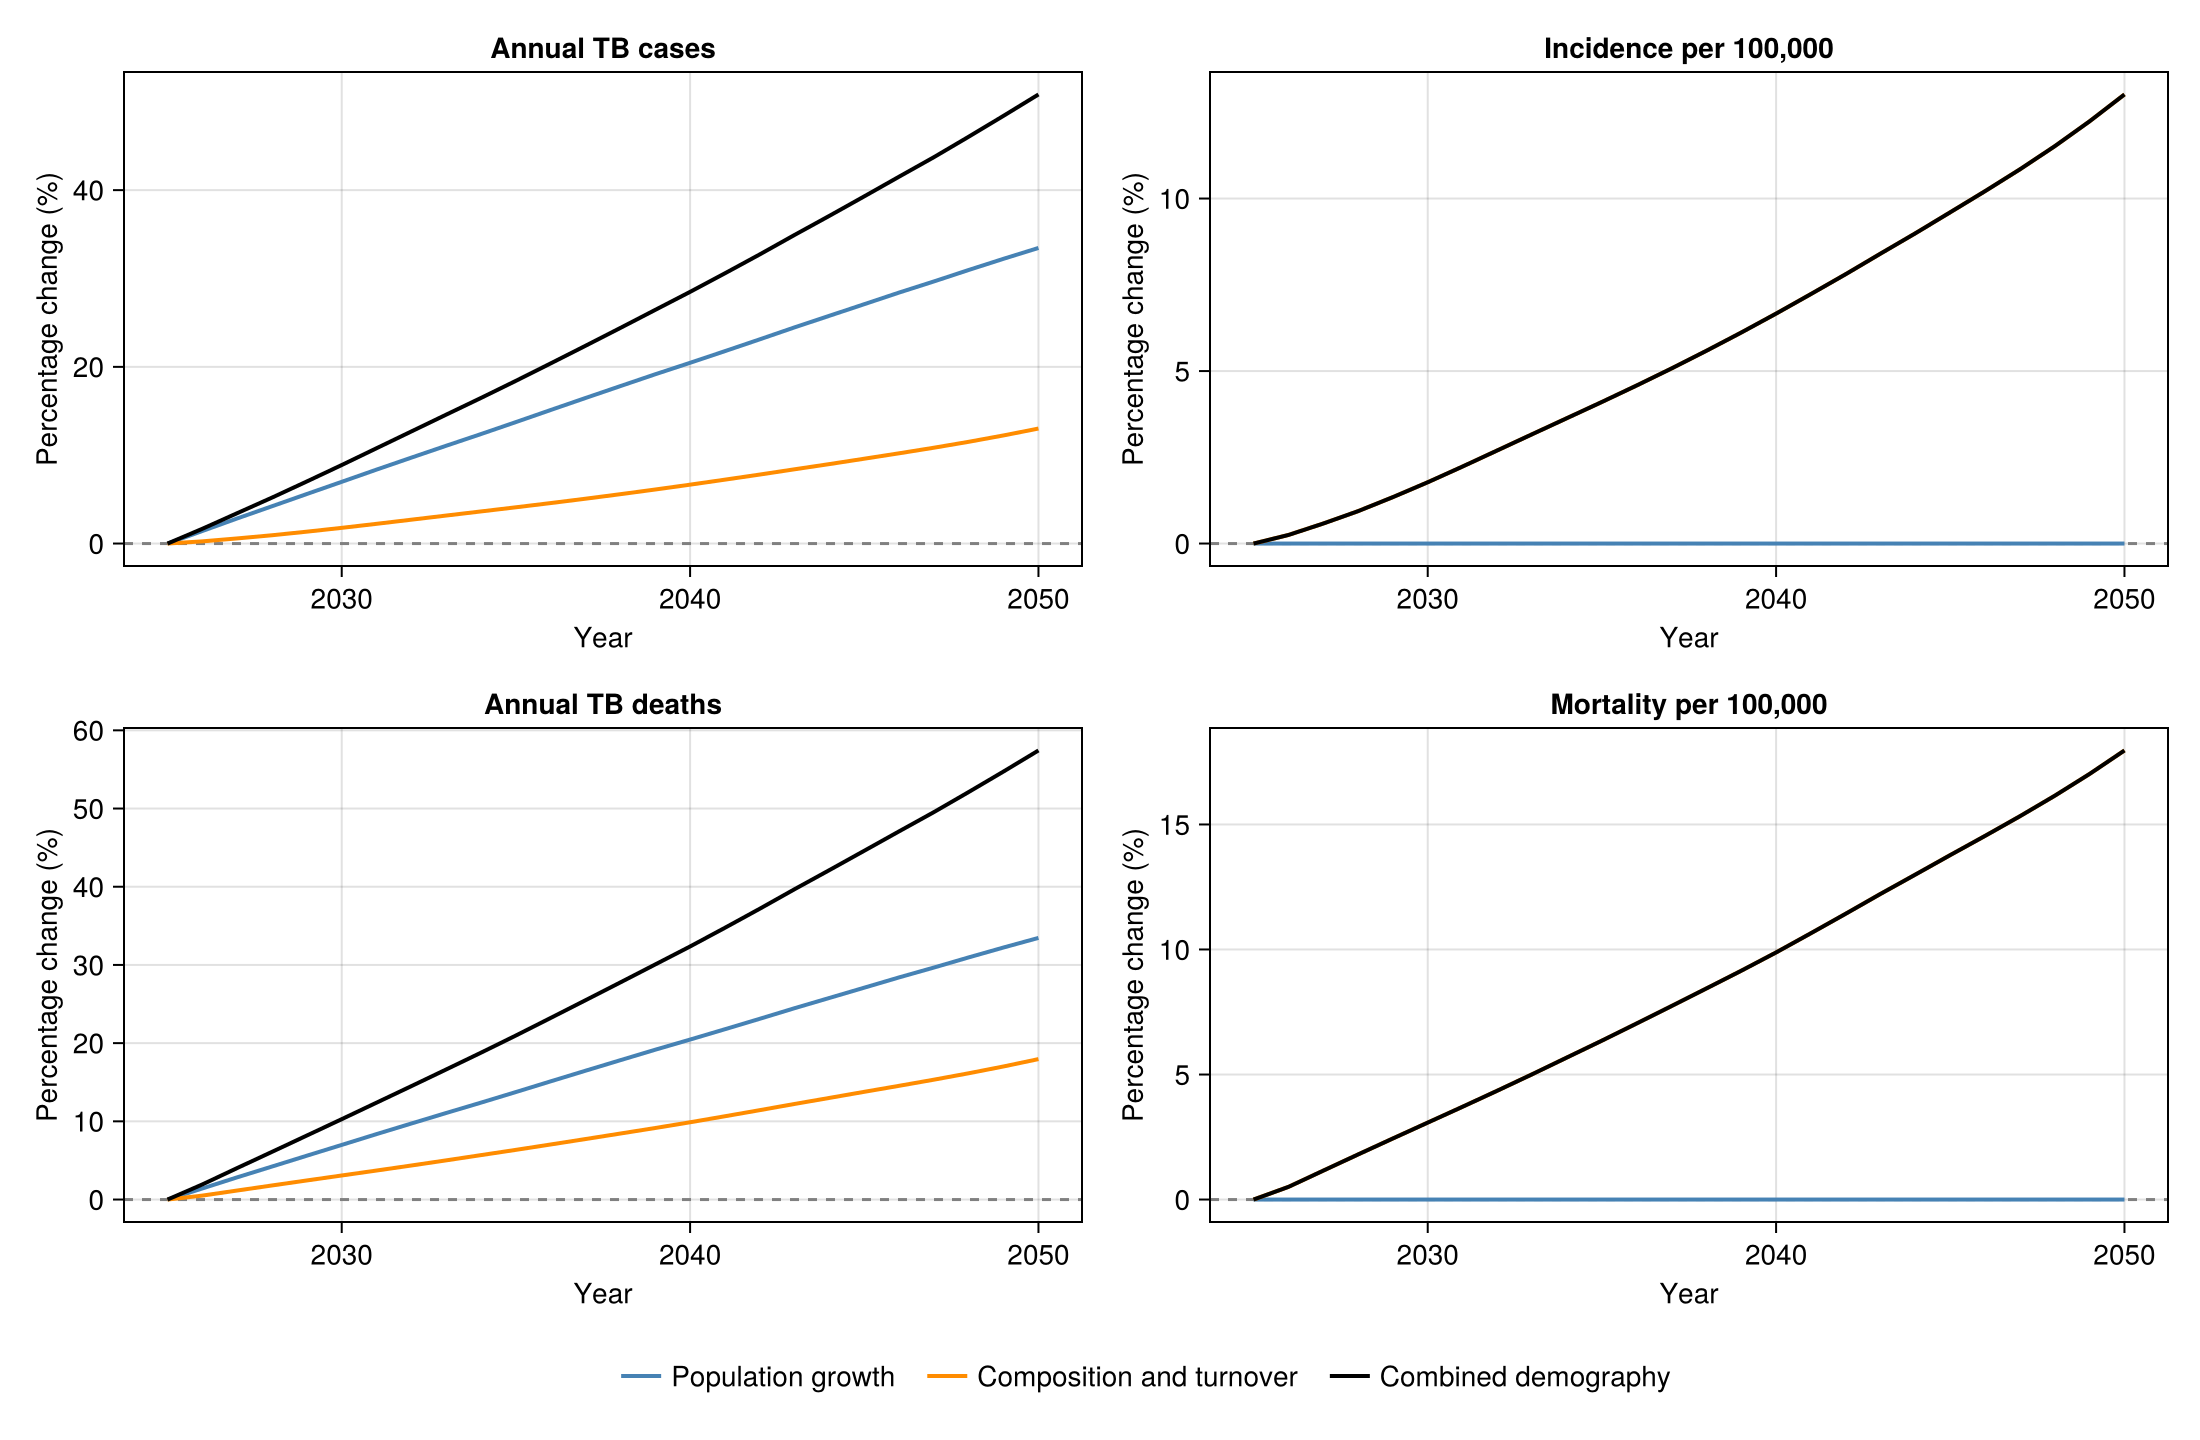 Annual TB cases
Percentage change (%)
40
20
0
2030 2040 2050
Year
Incidence per 100,000
Percentage change (%)
10
5
0
2030 2040 2050
Year
Annual TB deaths
Percentage change (%)
60
50
40
30
20
10
0
2030 2040 2050
Year
Mortality per 100,000
Percentage change (%)
15
10
5
0
2030 2040 2050
Year
Population growth Composition and turnover Combined demography